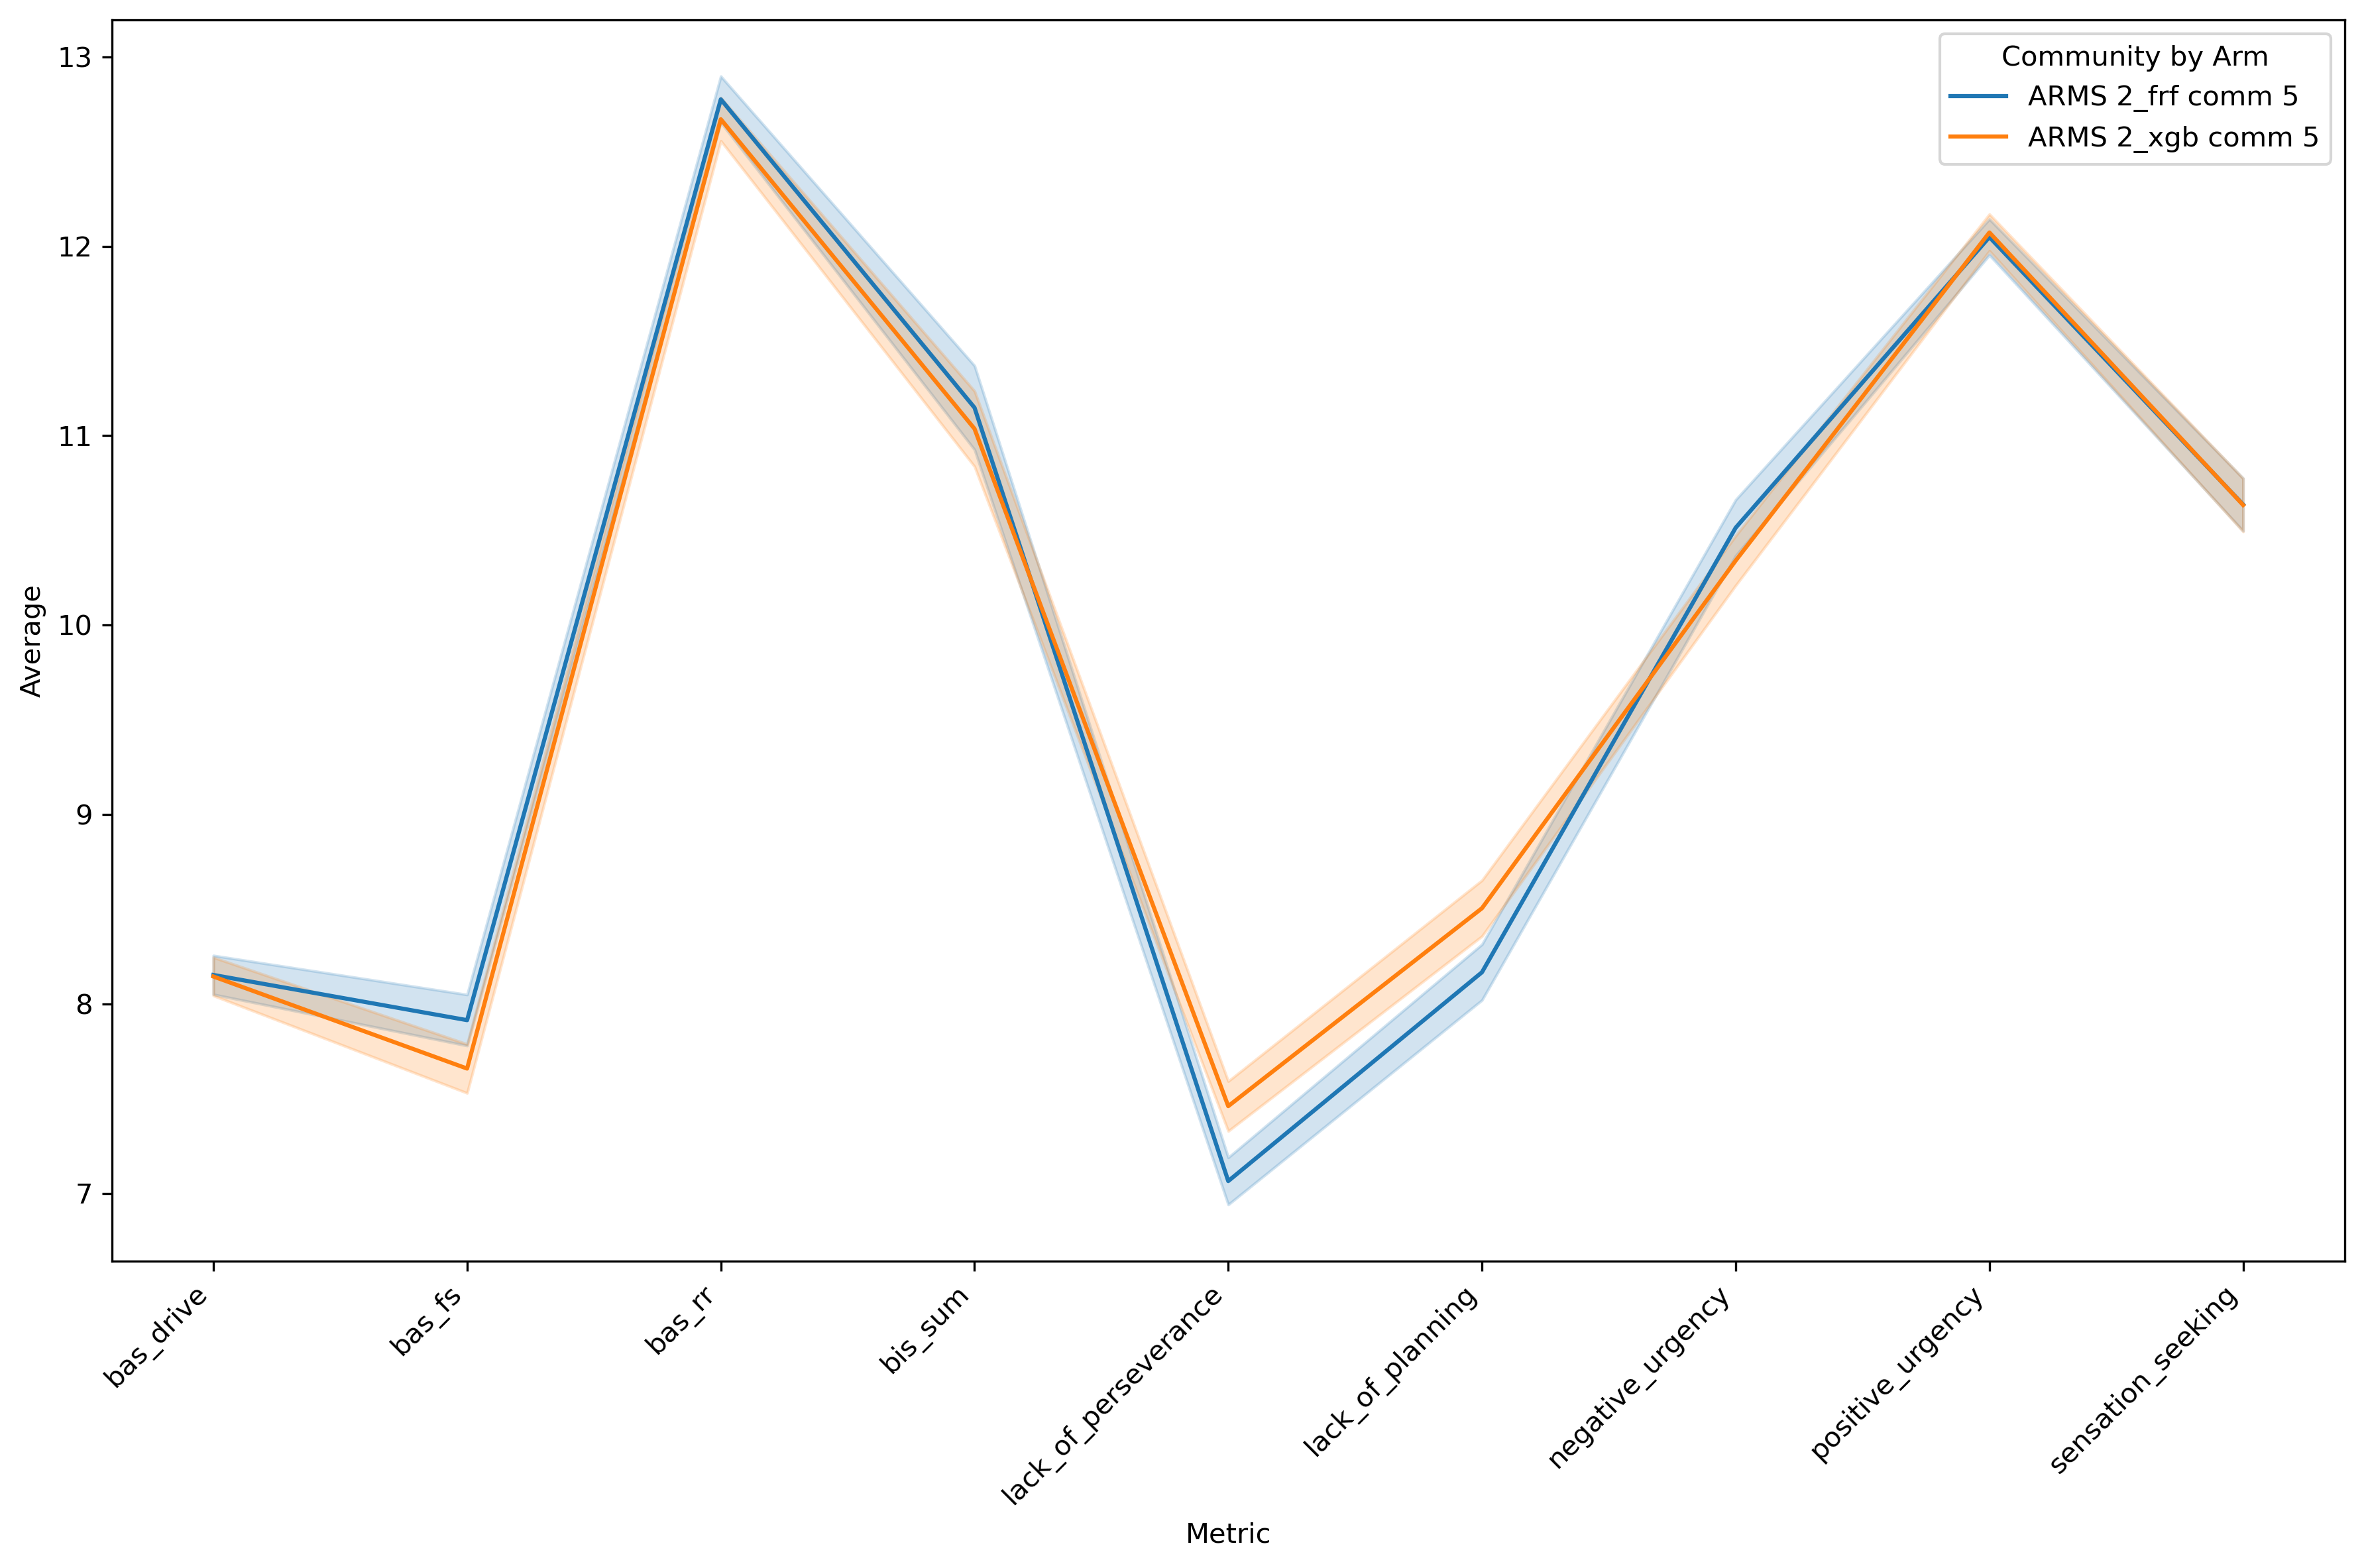 Community by Arm
ARMS 2_frf comm 5
ARMS 2_xgb comm 5
Average
13
12
11
10
9
8
7
bas_drive
bas_fs
bas_rr
bis_sum
lack_of_perseverance
lack_of_planning
negative_urgency
positive_urgency
sensation_seeking
Metric